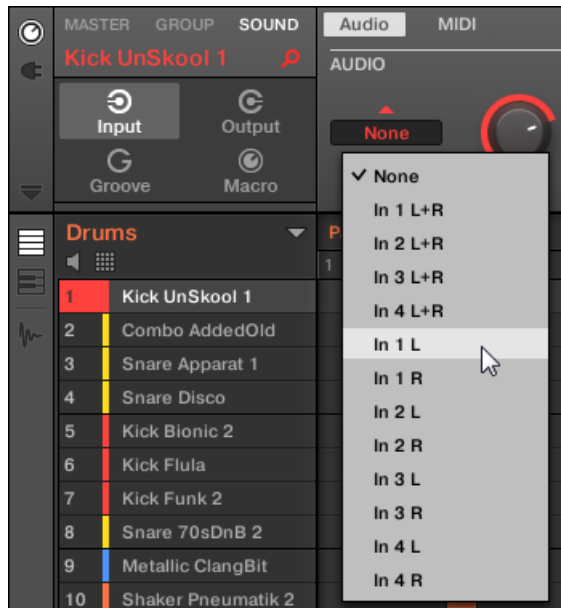 MASTER GROUP SOUND
Kick UnSkool 1
Input Output
Groove Macro
Audio MIDI
AUDIO
None
None
In 1 L+R
In 2 L+R
In 3 L+R
In 4 L+R
In 1 L
In 1 R
In 2 L
In 2 R
In 3 L
In 3 R
In 4 L
In 4 R
Drums
1 Kick UnSkool 1
2 Combo AddedOld
3 Snare Apparat 1
4 Snare Disco
5 Kick Bionic 2
6 Kick Flula
7 Kick Funk 2
8 Snare 70sDnB 2
9 Metallic ClangBit
10 Shaker Pneumatik 2
1